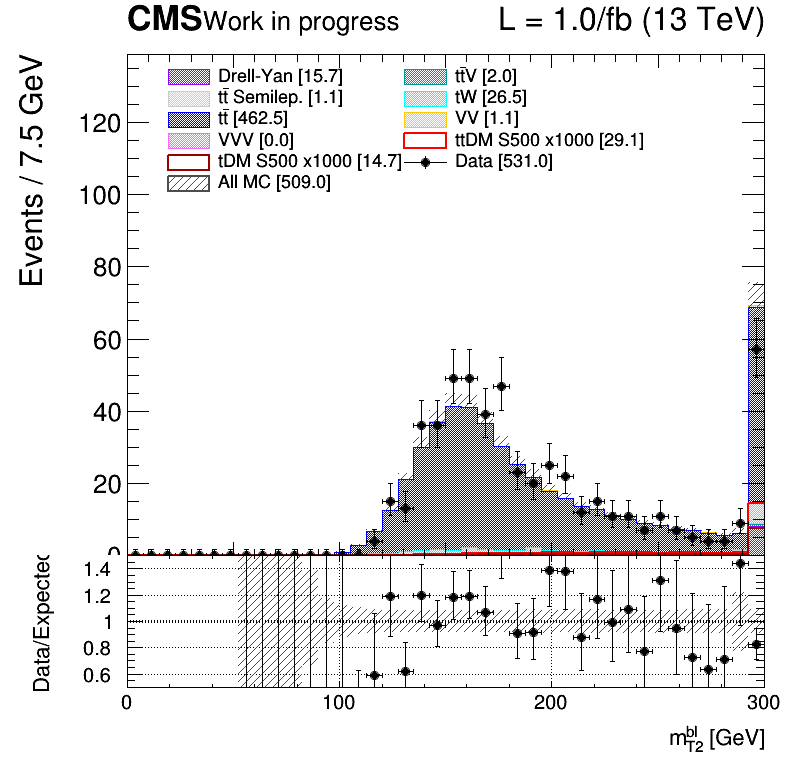 CMS Work in progress L = 1.0/fb (13 TeV)
Drell-Yan [15.7] tt̄V [2.0]
tt̄ Semilep. [1.1] tW [26.5]
tt̄ [462.5] VV [1.1]
VVV [0.0] ttDM S500 x1000 [29.1]
tDM S500 x1000 [14.7] Data [531.0]
All MC [509.0]
Events / 7.5 GeV
120
100
80
60
40
20
0
Data/Expected
1.4
1.2
1
0.8
0.6
0 100 200 300
m_{T2}^{bl} [GeV]